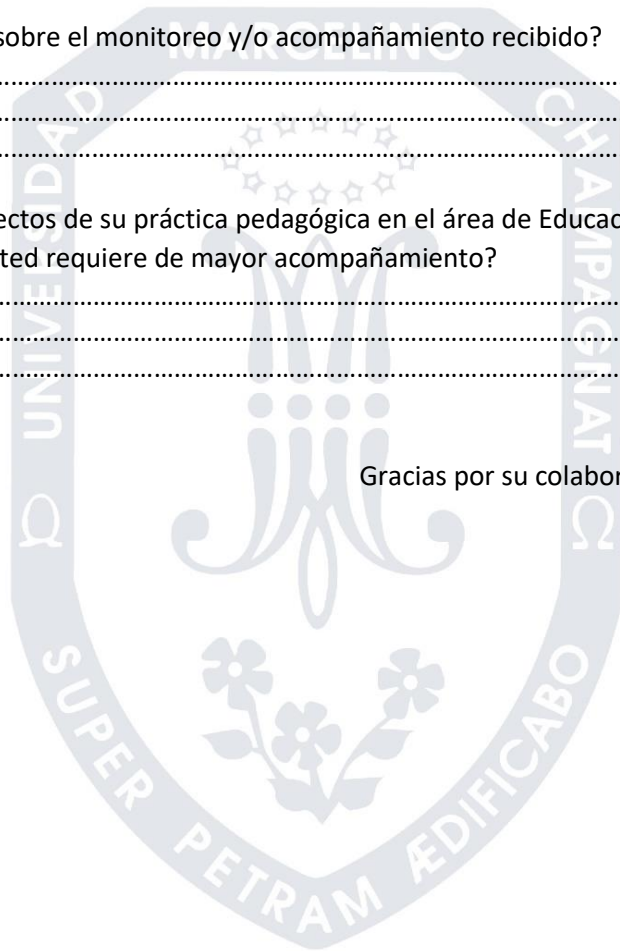 sobre el monitoreo y/o acompañamiento recibido?
................................................................................................
................................................................................................
................................................................................................
ectos de su práctica pedagógica en el área de Educac
ted requiere de mayor acompañamiento?
................................................................................................
................................................................................................
................................................................................................
Gracias por su colabor
UNIVERSIDAD MARCELINO CHAMPAGNAT
SUPER PETRAM ÆDIFICABO